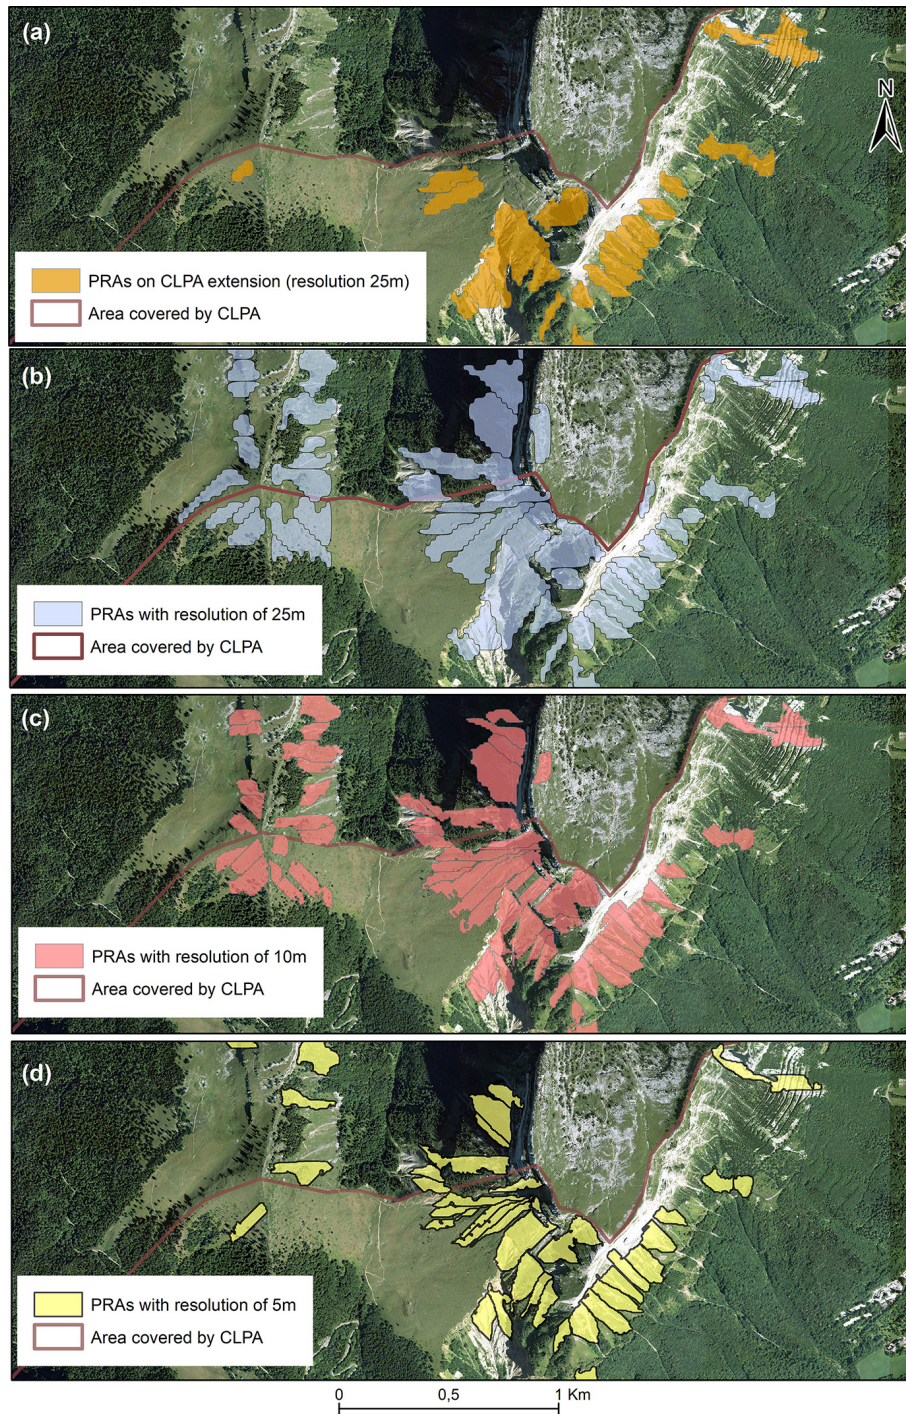 (a)
N
PRAs on CLPA extension (resolution 25m)
Area covered by CLPA
(b)
PRAs with resolution of 25m
Area covered by CLPA
(c)
PRAs with resolution of 10m
Area covered by CLPA
(d)
PRAs with resolution of 5m
Area covered by CLPA
0 0,5 1 Km